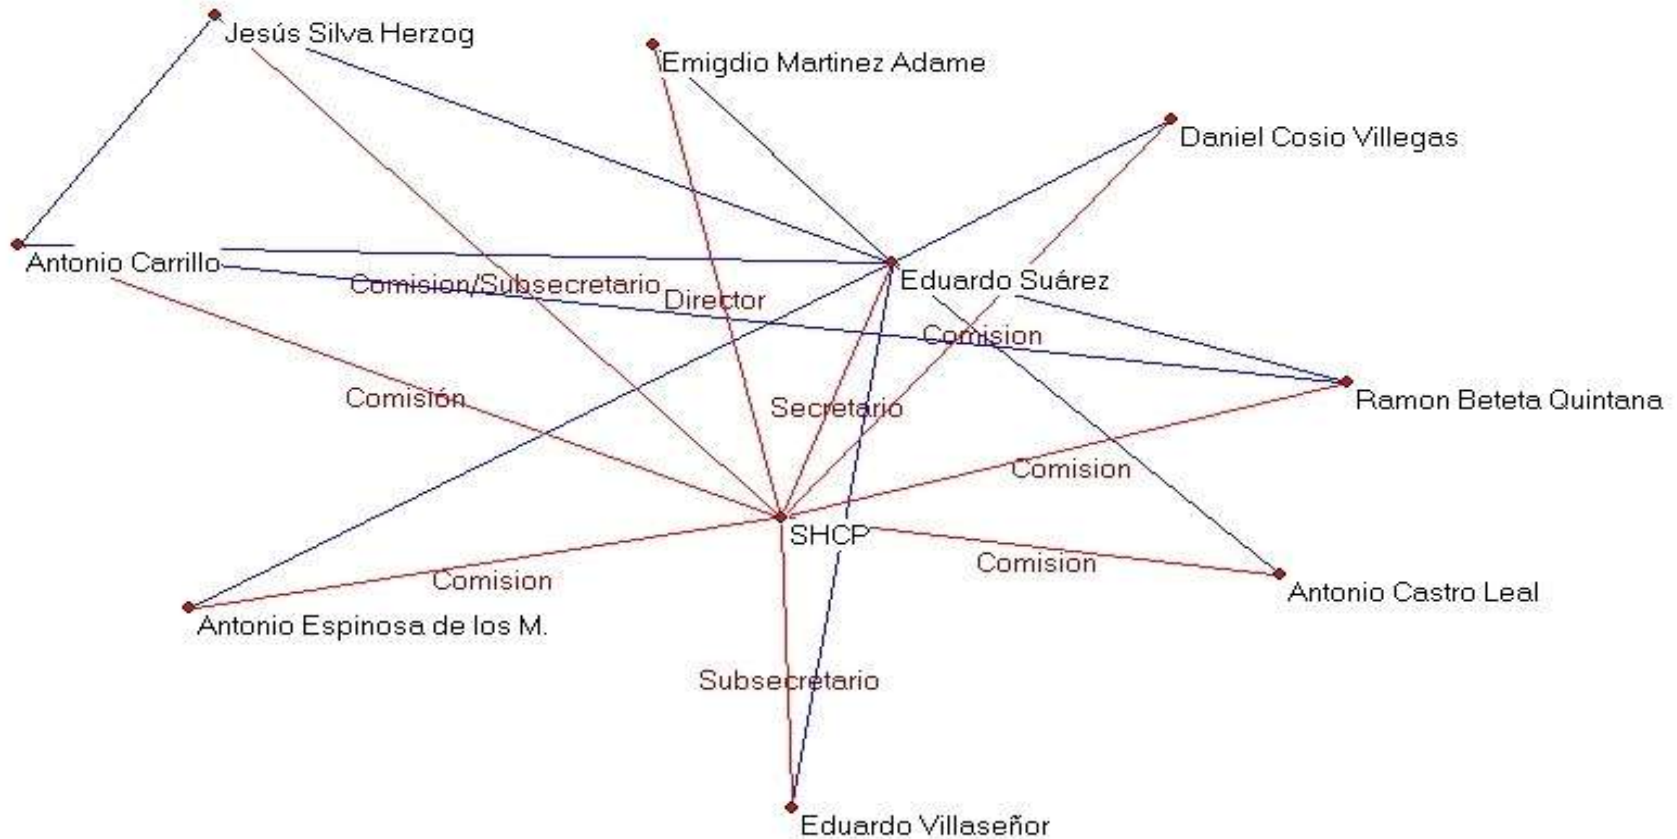 Jesús Silva Herzog
Emigdio Martinez Adame
Daniel Cosio Villegas
Antonio Carrillo
Eduardo Suárez
Comision/Subsecretario
Director
Comision
Comisión
Secretario
Ramon Beteta Quintana
Comision
SHCP
Comision
Comision
Antonio Castro Leal
Antonio Espinosa de los M.
Subsecretario
Eduardo Villaseñor